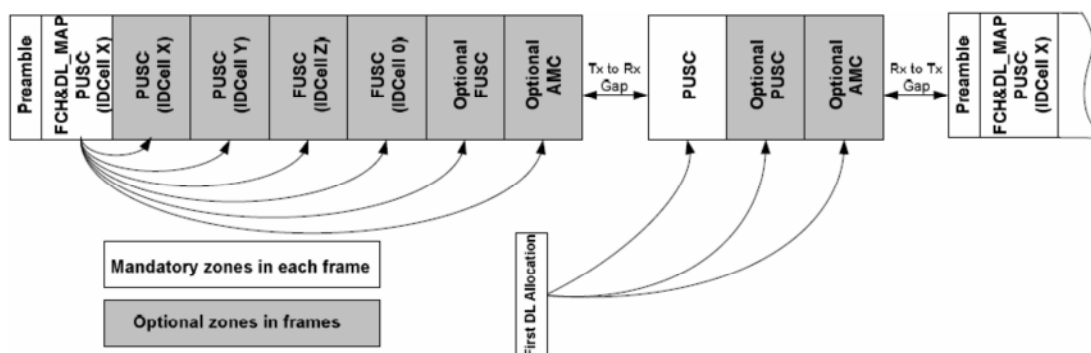 Preamble
FCH&DL_MAP
PUSC
(IDCell X)
PUSC
(IDCell X)
PUSC
(IDCell Y)
FUSC
(IDCell Z)
FUSC
(IDCell 0)
Optional
FUSC
Optional
AMC
Tx to Rx
Gap
PUSC
Optional
PUSC
Optional
AMC
Rx to Tx
Gap
Preamble
FCH&DL_MAP
PUSC
(IDCell X)
Mandatory zones in each frame
Optional zones in frames
First DL Allocation